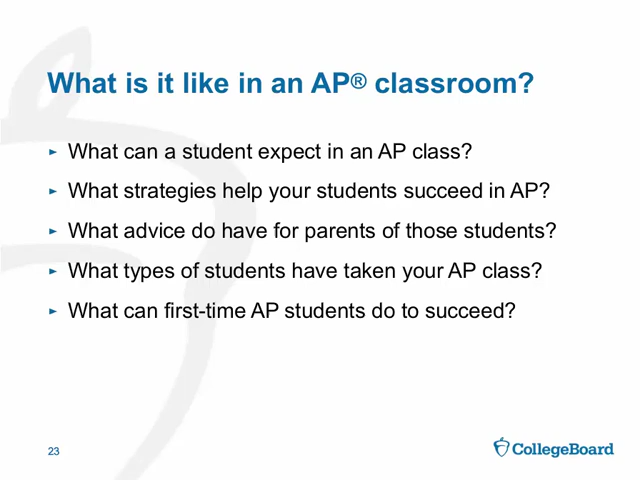 What is it like in an AP® classroom?
► What can a student expect in an AP class?
► What strategies help your students succeed in AP?
► What advice do have for parents of those students?
► What types of students have taken your AP class?
► What can first-time AP students do to succeed?
23
CollegeBoard